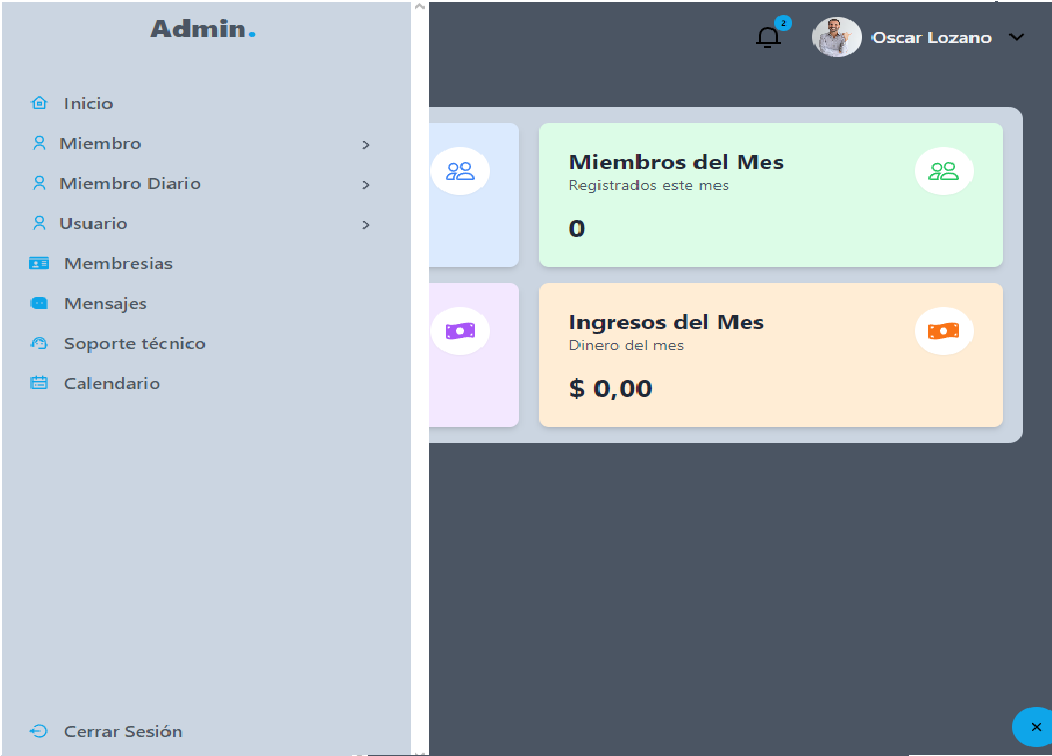 Admin.
Inicio
Miembro
Miembro Diario
Usuario
Membresias
Mensajes
Soporte técnico
Calendario
Cerrar Sesión
2
Oscar Lozano
Miembros del Mes
Registrados este mes
0
Ingresos del Mes
Dinero del mes
$ 0,00